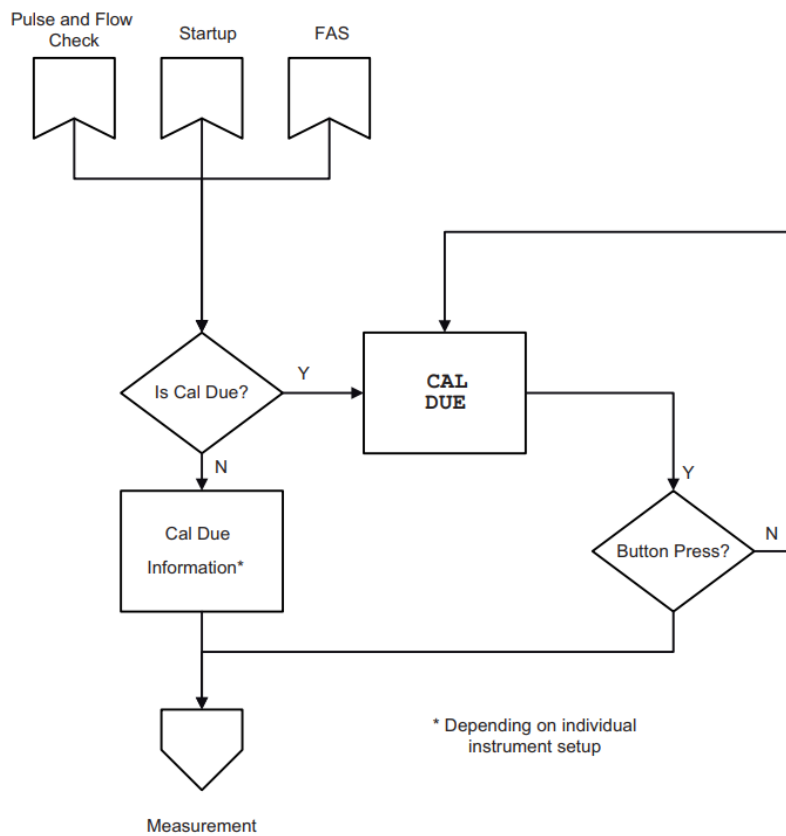 Pulse and Flow
Check
Startup
FAS
Is Cal Due?
Y
CAL
DUE
N
Y
Cal Due
Information*
Button Press?
N
* Depending on individual
instrument setup
Measurement